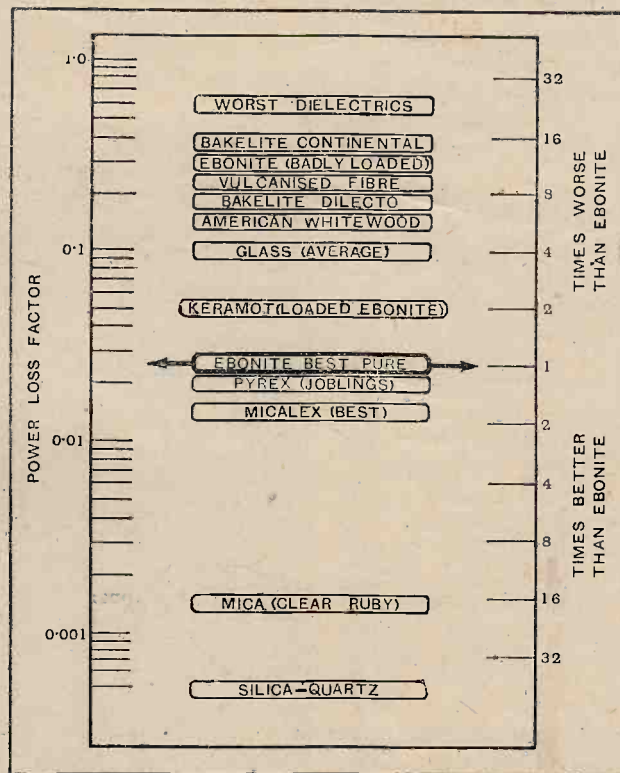 1·0
0·1
0·01
0·001
POWER LOSS FACTOR
WORST DIELECTRICS
BAKELITE CONTINENTAL
EBONITE (BADLY LOADED)
VULCANISED FIBRE
BAKELITE DILECTO
AMERICAN WHITEWOOD
GLASS (AVERAGE)
KERAMOT (LOADED EBONITE)
EBONITE BEST PURE
PYREX (JOBLINGS)
MICALEX (BEST)
MICA (CLEAR RUBY)
SILICA-QUARTZ
32
16
8
4
2
1
2
4
8
16
32
TIMES WORSE
THAN EBONITE
TIMES BETTER
THAN EBONITE